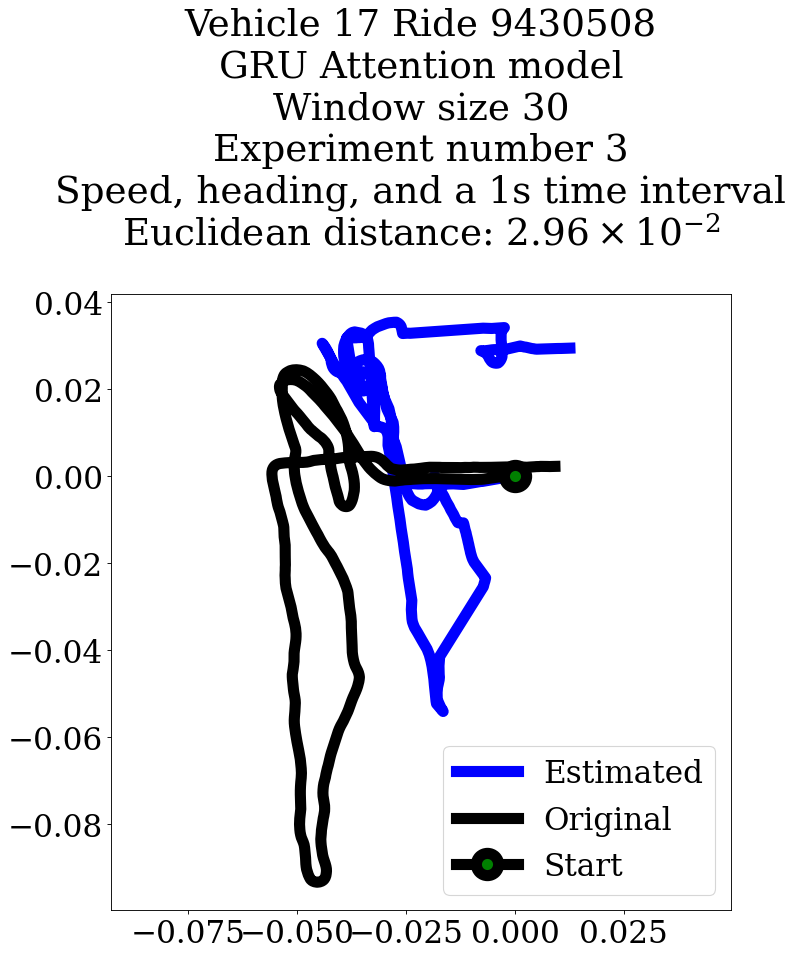 Vehicle 17 Ride 9430508
GRU Attention model
Window size 30
Experiment number 3
Speed, heading, and a 1s time interval
Euclidean distance: 2.96 × 10⁻²
0.04
0.02
0.00
−0.02
−0.04
−0.06
−0.08
Estimated
Original
Start
−0.075 −0.050 −0.025 0.000 0.025